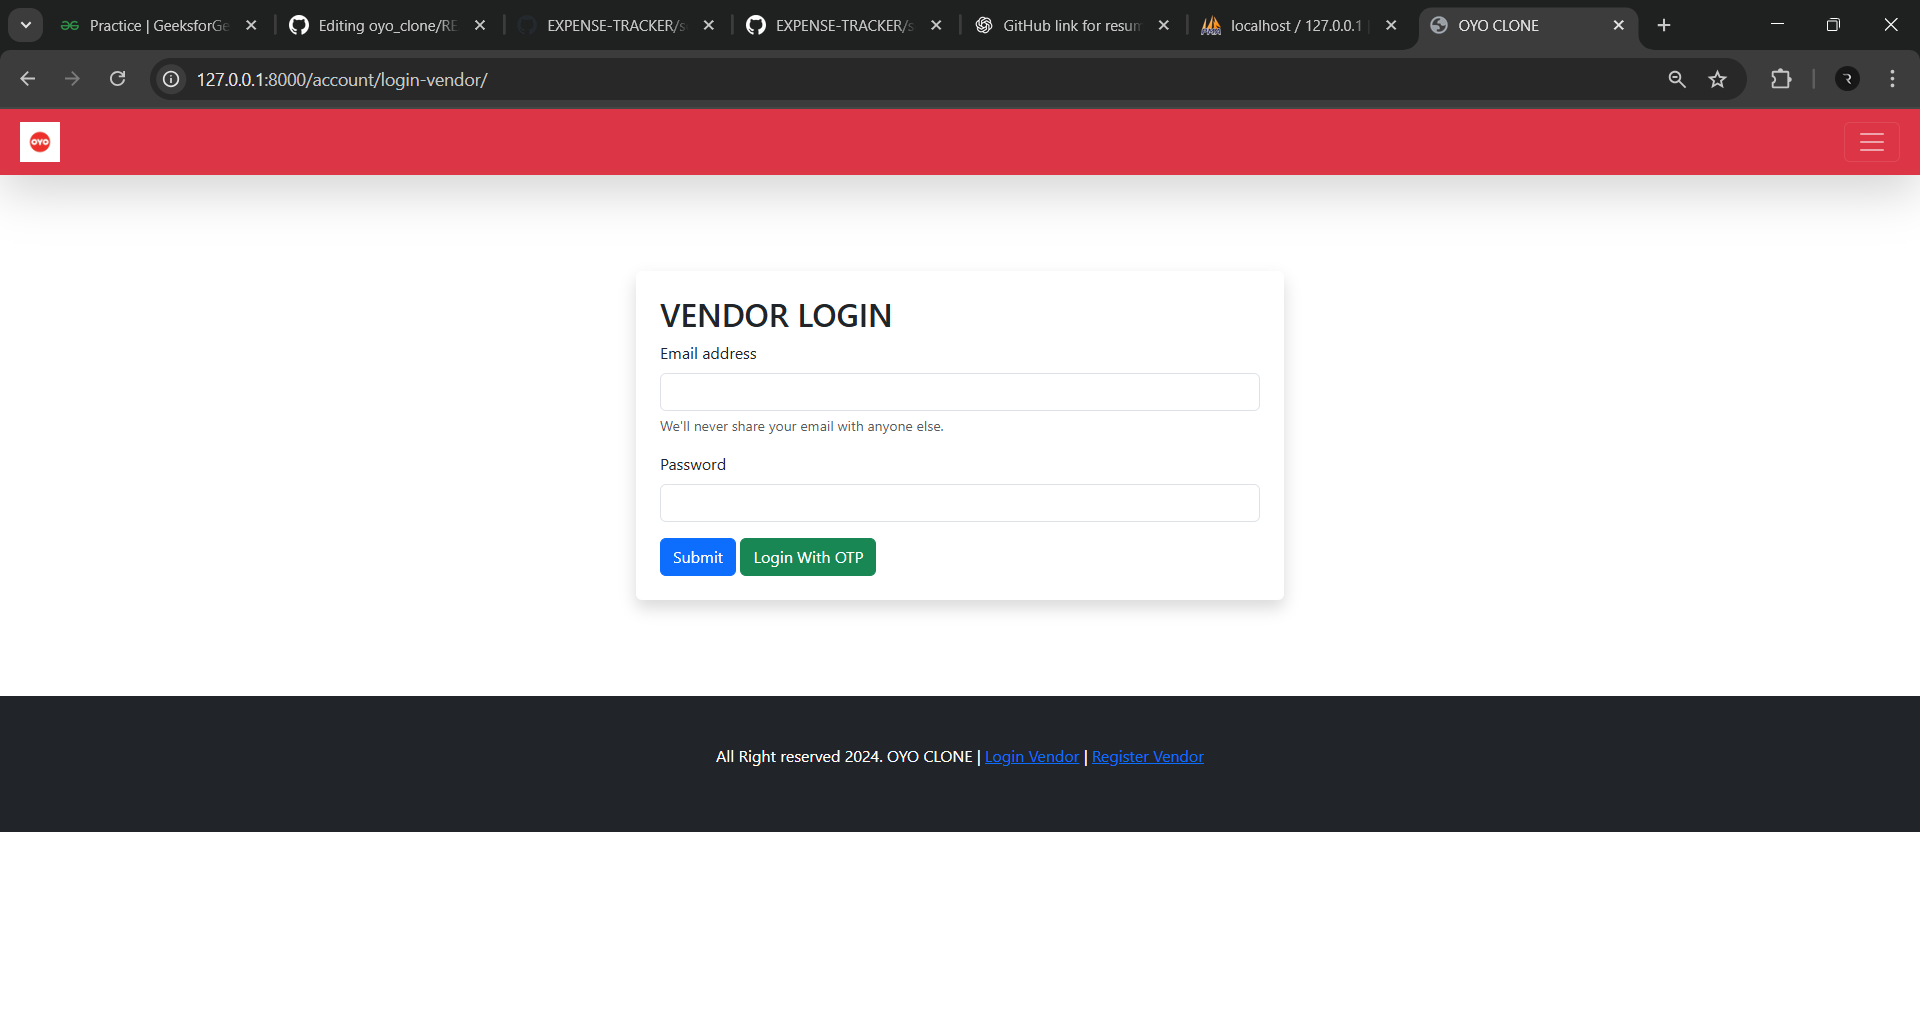 Practice | GeeksforGe
Editing oyo_clone/RE
EXPENSE-TRACKER/s
EXPENSE-TRACKER/s
GitHub link for resum
localhost / 127.0.0.1 |
OYO CLONE
127.0.0.1:8000/account/login-vendor/
OYO
VENDOR LOGIN
Email address
We'll never share your email with anyone else.
Password
Submit
Login With OTP
All Right reserved 2024. OYO CLONE | Login Vendor | Register Vendor